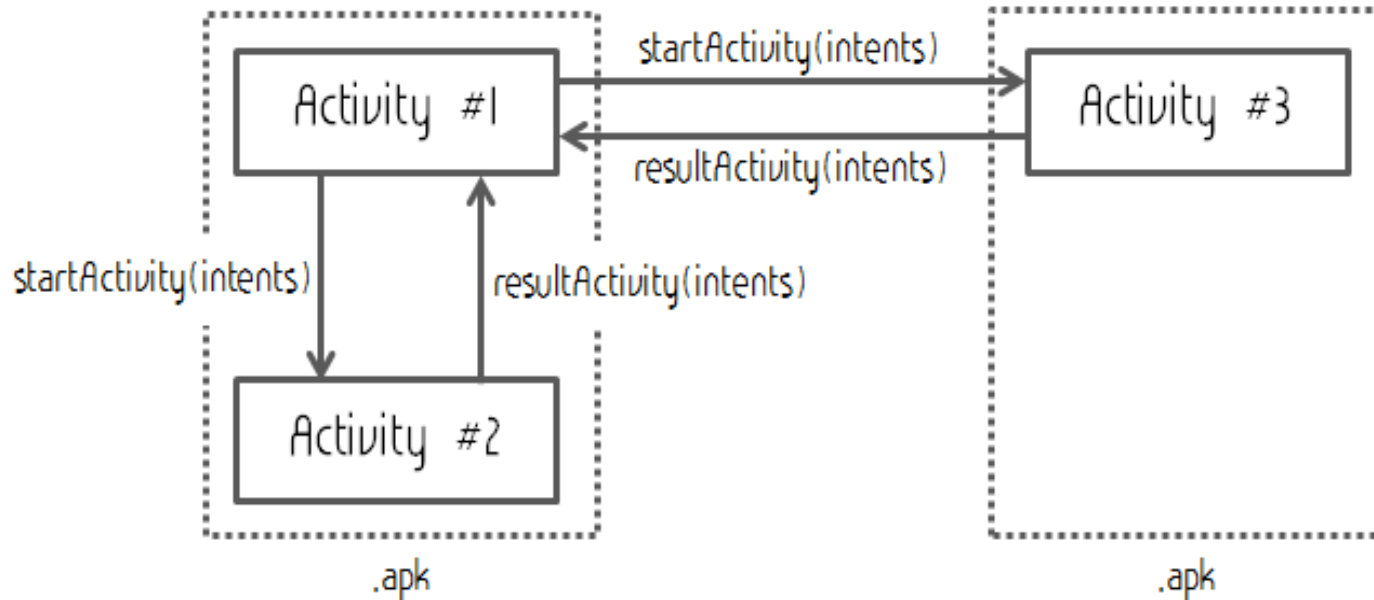 startActivity(intents)
Activity #1
Activity #3
resultActivity(intents)
startActivity(intents)
resultActivity(intents)
Activity #2
.apk
.apk